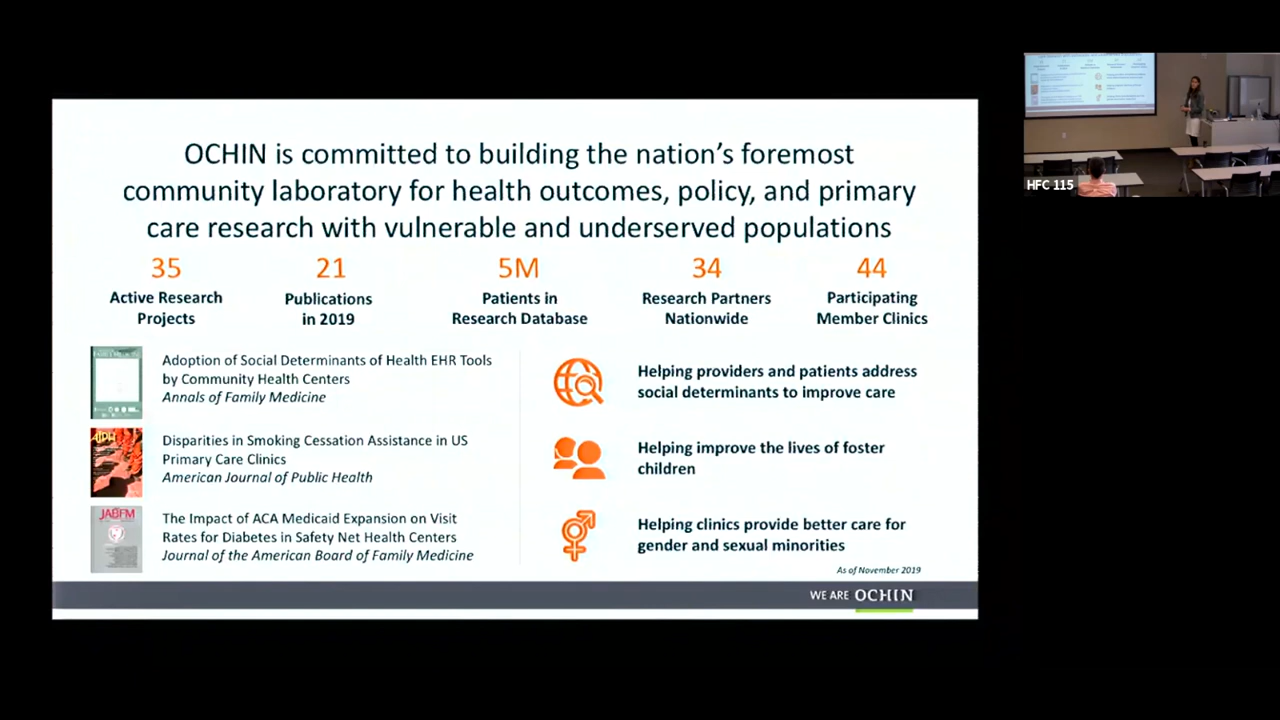 OCHIN is committed to building the nation's foremost
community laboratory for health outcomes, policy, and primary
care research with vulnerable and underserved populations
35
Active Research
Projects
21
Publications
in 2019
5M
Patients in
Research Database
34
Research Partners
Nationwide
44
Participating
Member Clinics
Adoption of Social Determinants of Health EHR Tools
by Community Health Centers
Annals of Family Medicine
AJPH
Disparities in Smoking Cessation Assistance in US
Primary Care Clinics
American Journal of Public Health
JABFM
The Impact of ACA Medicaid Expansion on Visit
Rates for Diabetes in Safety Net Health Centers
Journal of the American Board of Family Medicine
Helping providers and patients address
social determinants to improve care
Helping improve the lives of foster
children
Helping clinics provide better care for
gender and sexual minorities
As of November 2019
WE ARE OCHIN
HFC 115